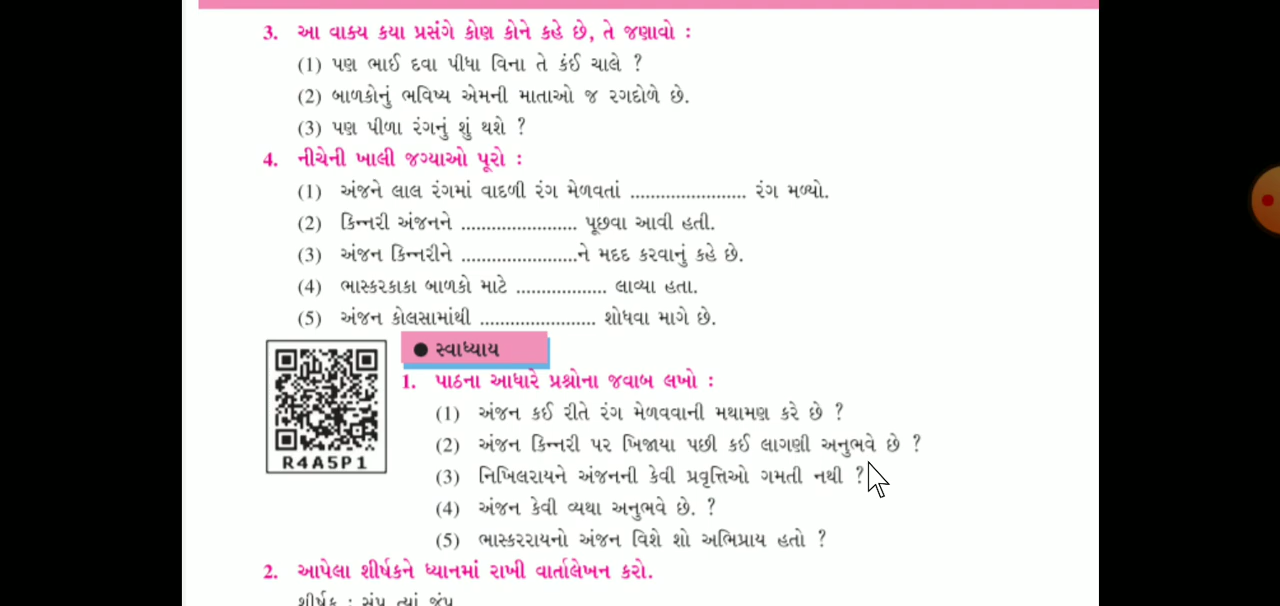 3. આ વાક્ય કયા પ્રસંગે કોણ કોને કહે છે, તે જણાવો :
(1) પણ ભાઈ દવા પીધા વિના તે કંઈ ચાલે ?
(2) બાળકોનું ભવિષ્ય એમની માતાઓ જ રગદોળે છે.
(3) પણ પીળા રંગનું શું થશે ?
4. નીચેની ખાલી જગ્યાઓ પૂરો :
(1) અંજને લાલ રંગમાં વાદળી રંગ મેળવતાં ....................... રંગ મળ્યો.
(2) કિન્નરી અંજનને ....................... પૂછવા આવી હતી.
(3) અંજન કિન્નરીને .......................ને મદદ કરવાનું કહે છે.
(4) ભાસ્કરકાકા બાળકો માટે .................. લાવ્યા હતા.
(5) અંજન કોલસામાંથી ....................... શોધવા માગે છે.
● સ્વાધ્યાય
1. પાઠના આધારે પ્રશ્નોના જવાબ લખો :
(1) અંજન કઈ રીતે રંગ મેળવવાની મથામણ કરે છે ?
(2) અંજન કિન્નરી પર ખિજાયા પછી કઈ લાગણી અનુભવે છે ?
(3) નિખિલરાયને અંજનની કેવી પ્રવૃત્તિઓ ગમતી નથી ?
R4A5P1
(4) અંજન કેવી વ્યથા અનુભવે છે. ?
(5) ભાસ્કરરાયનો અંજન વિશે શો અભિપ્રાય હતો ?
2. આપેલા શીર્ષકને ધ્યાનમાં રાખી વાર્તાલેખન કરો.
શીર્ષક : સંપ ત્યાં જંપ